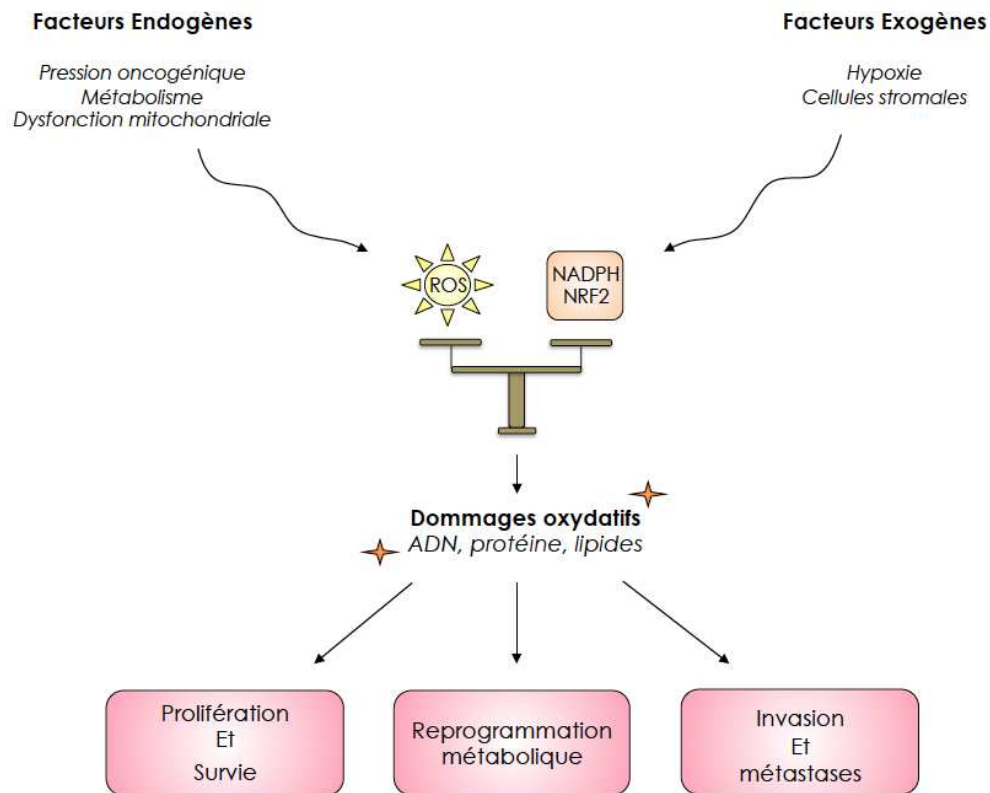 Facteurs Endogènes
Pression oncogénique
Métabolisme
Dysfonction mitochondriale
Facteurs Exogènes
Hypoxie
Cellules stromales
ROS
NADPH
NRF2
Dommages oxydatifs
ADN, protéine, lipides
Prolifération
Et
Survie
Reprogrammation
métabolique
Invasion
Et
métastases